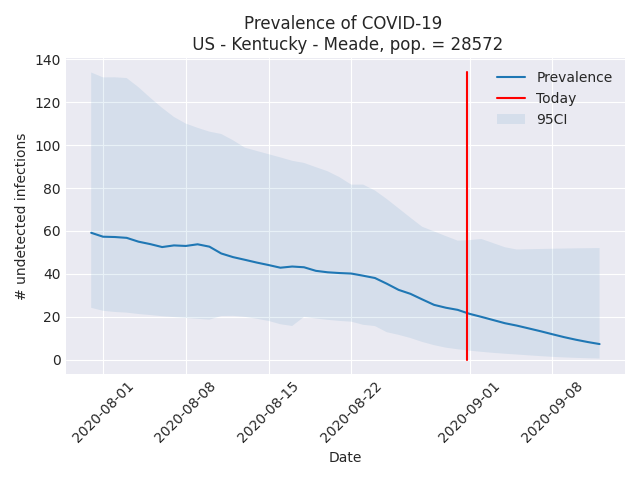 Prevalence of COVID-19
US - Kentucky - Meade, pop. = 28572
# undetected infections
140
120
100
80
60
40
20
0
Prevalence
Today
95CI
2020-08-01
2020-08-08
2020-08-15
2020-08-22
2020-09-01
2020-09-08
Date